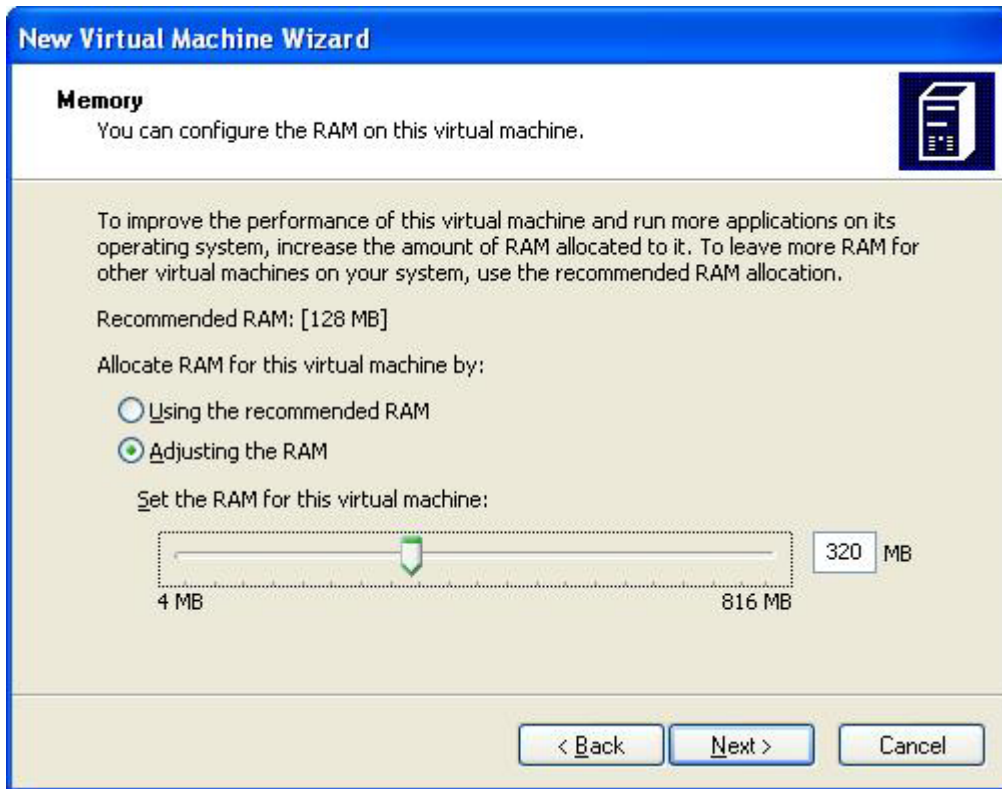 New Virtual Machine Wizard
Memory
You can configure the RAM on this virtual machine.
To improve the performance of this virtual machine and run more applications on its
operating system, increase the amount of RAM allocated to it. To leave more RAM for
other virtual machines on your system, use the recommended RAM allocation.
Recommended RAM: [128 MB]
Allocate RAM for this virtual machine by:
Using the recommended RAM
Adjusting the RAM
Set the RAM for this virtual machine:
320 MB
4 MB 816 MB
< Back Next > Cancel